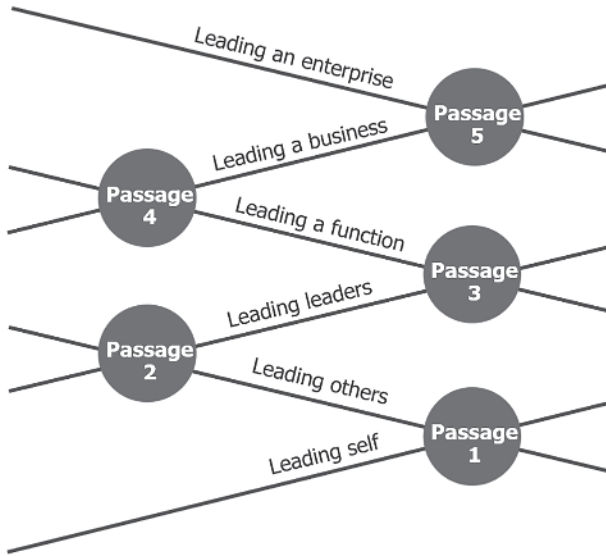 Leading an enterprise
Passage
5
Leading a business
Passage
4
Leading a function
Passage
3
Leading leaders
Passage
2
Leading others
Passage
1
Leading self